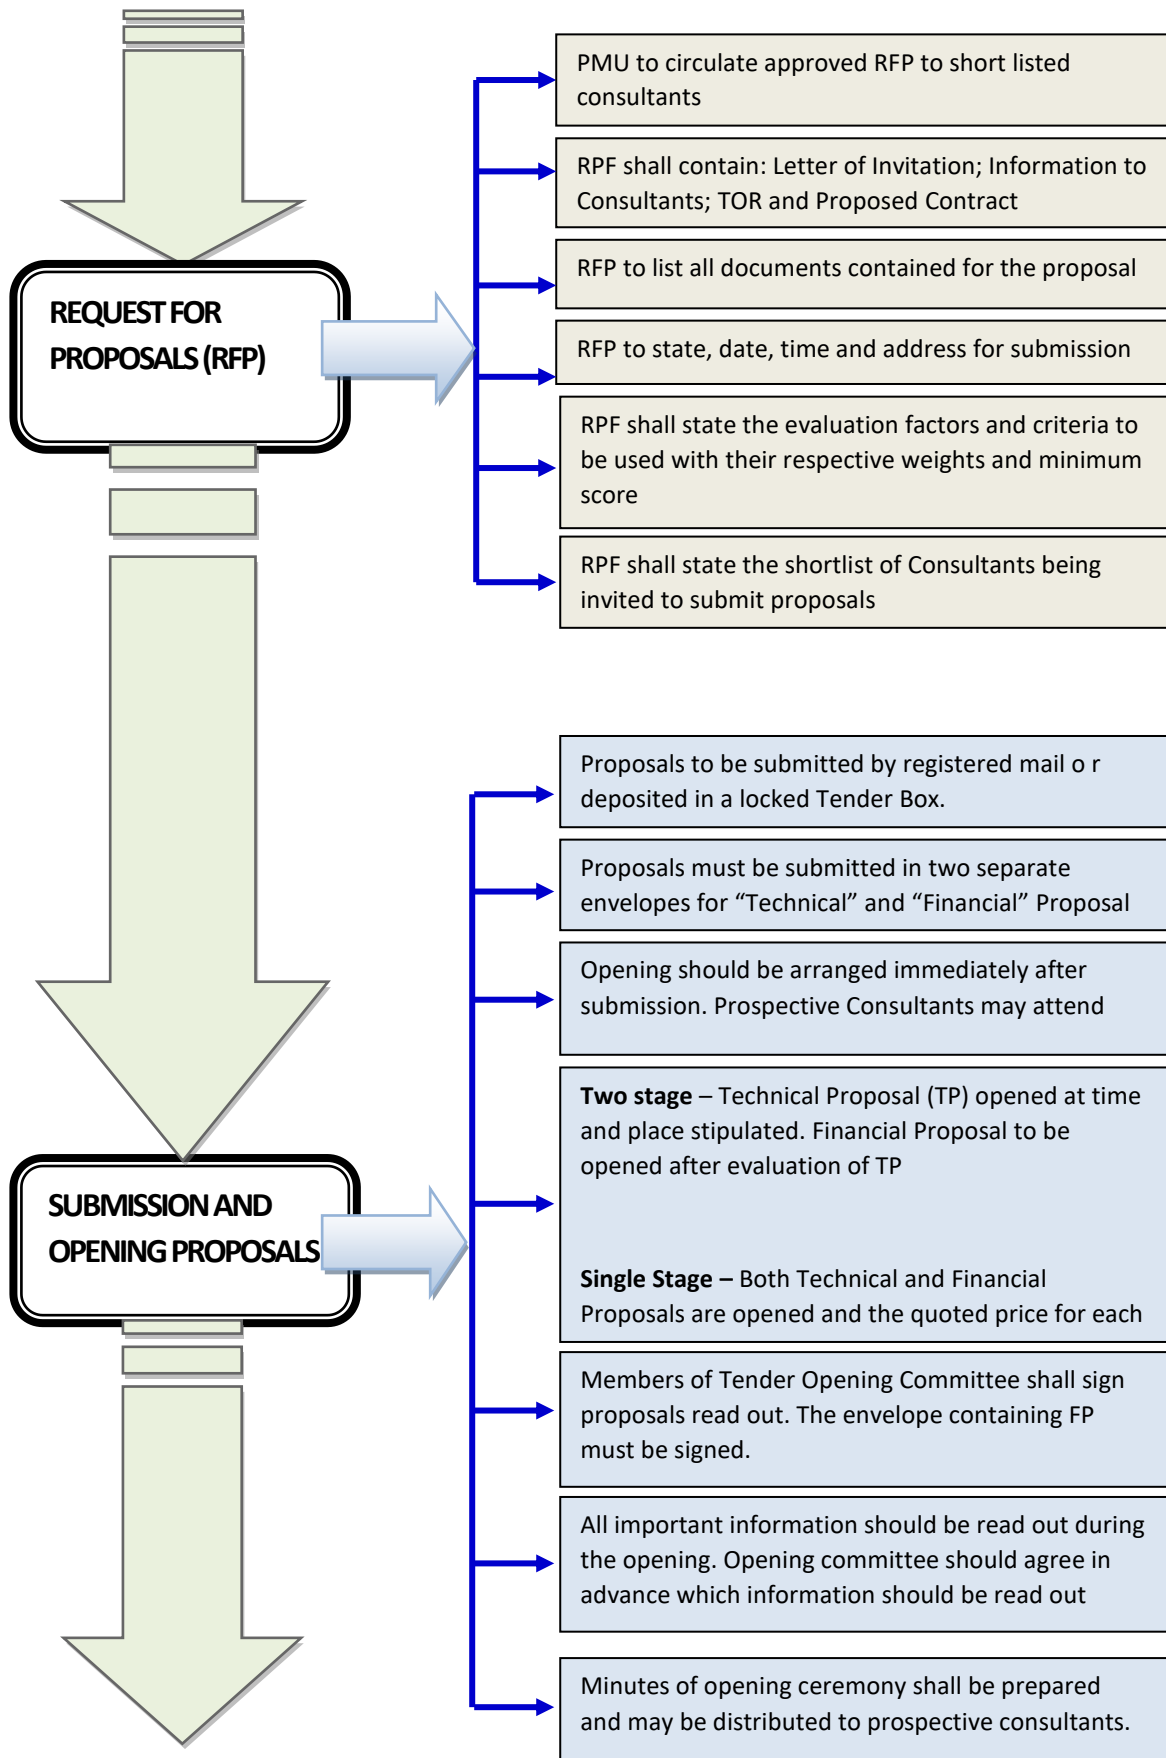 PMU to circulate approved RFP to short listed
consultants
RPF shall contain: Letter of Invitation; Information to
Consultants; TOR and Proposed Contract
RFP to list all documents contained for the proposal
REQUEST FOR
PROPOSALS (RFP)
RFP to state, date, time and address for submission
RPF shall state the evaluation factors and criteria to
be used with their respective weights and minimum
score
RPF shall state the shortlist of Consultants being
invited to submit proposals
Proposals to be submitted by registered mail o r
deposited in a locked Tender Box.
Proposals must be submitted in two separate
envelopes for “Technical” and “Financial” Proposal
Opening should be arranged immediately after
submission. Prospective Consultants may attend
Two stage – Technical Proposal (TP) opened at time
and place stipulated. Financial Proposal to be
opened after evaluation of TP
SUBMISSION AND
OPENING PROPOSALS
Single Stage – Both Technical and Financial
Proposals are opened and the quoted price for each
Members of Tender Opening Committee shall sign
proposals read out. The envelope containing FP
must be signed.
All important information should be read out during
the opening. Opening committee should agree in
advance which information should be read out
Minutes of opening ceremony shall be prepared
and may be distributed to prospective consultants.